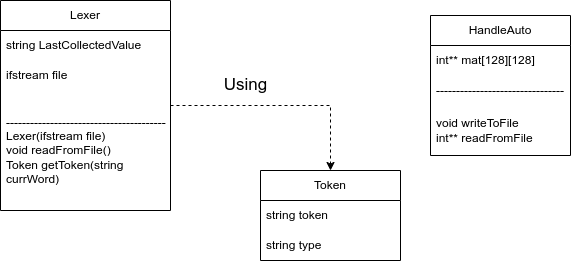 Lexer
string LastCollectedValue
ifstream file
----------------------------------------
Lexer(ifstream file)
void readFromFile()
Token getToken(string
currWord)
Using
Token
string token
string type
HandleAuto
int** mat[128][128]
--------------------------------
void writeToFile
int** readFromFile